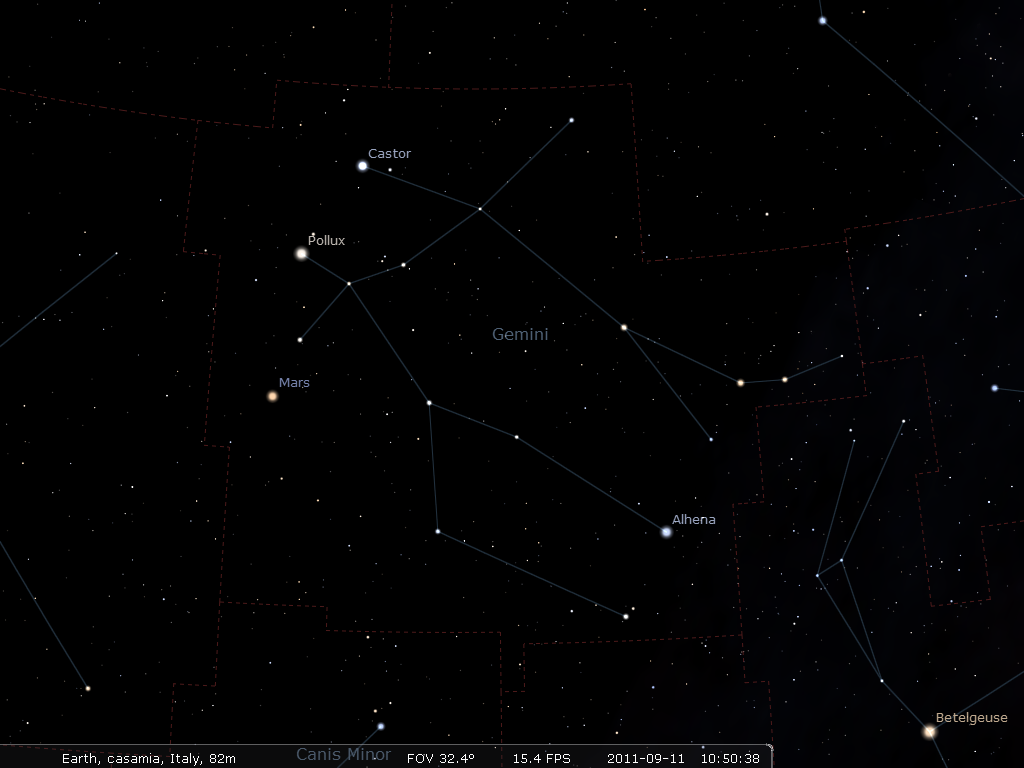 Castor
Pollux
Gemini
Mars
Alhena
Betelgeuse
Canis Minor
Earth, casamia, Italy, 82m FOV 32.4° 15.4 FPS 2011-09-11 10:50:38